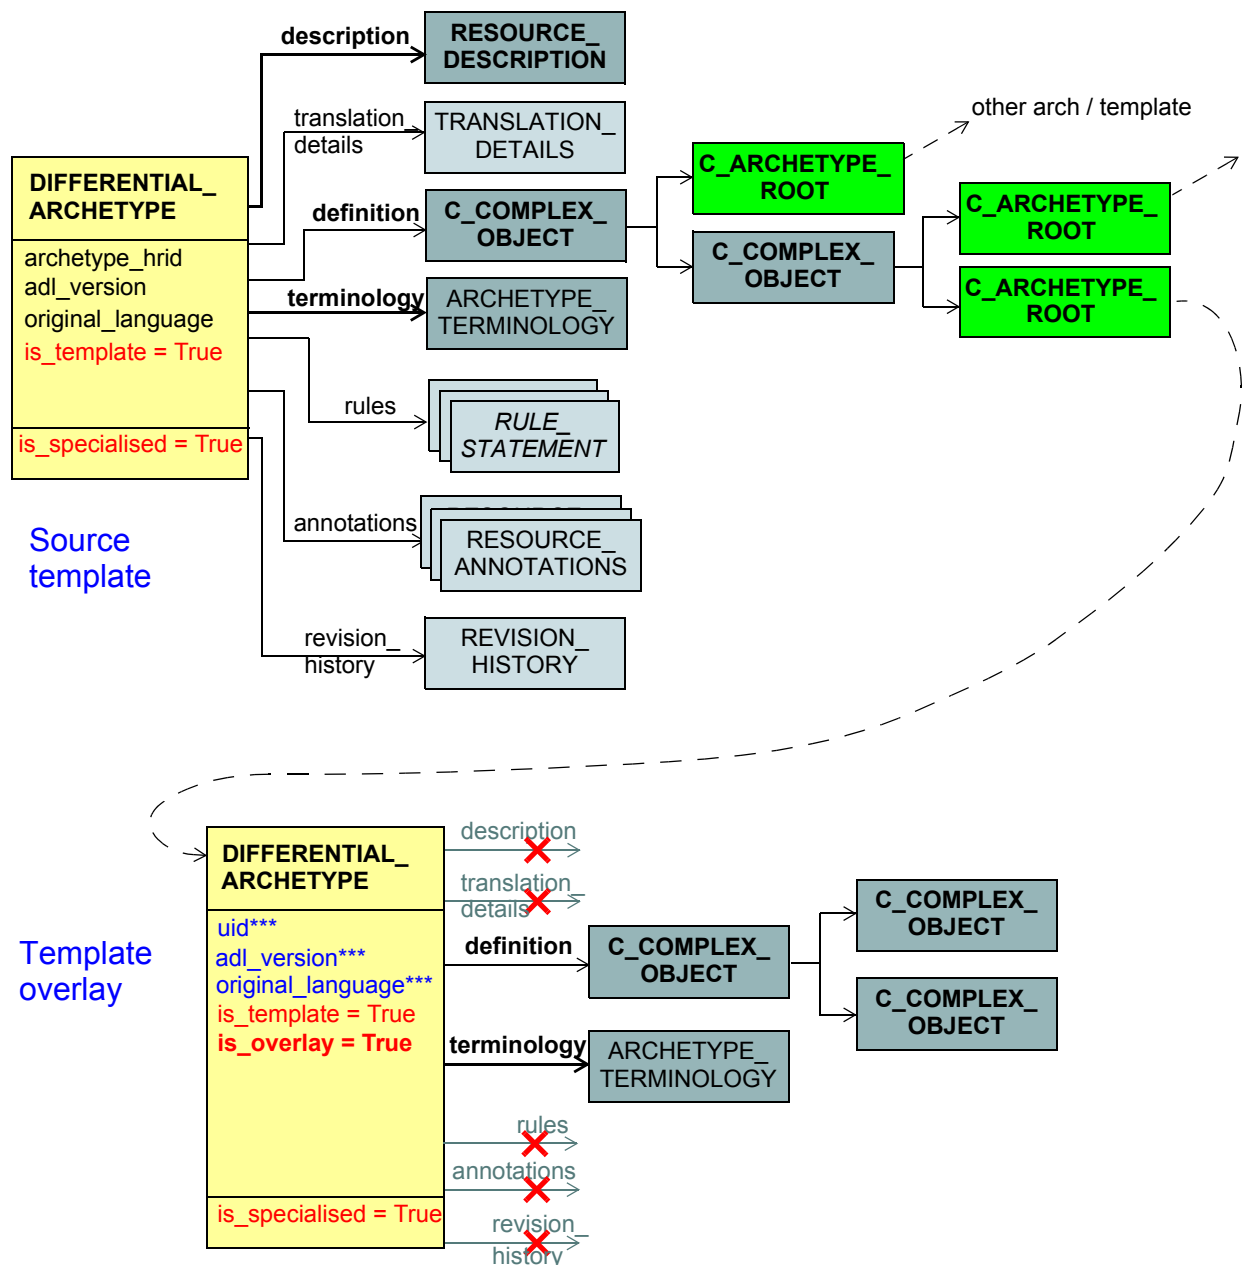 description
RESOURCE_
DESCRIPTION
translation_
details
TRANSLATION_
DETAILS
other arch / template
DIFFERENTIAL_
ARCHETYPE
archetype_hrid
adl_version
original_language
is_template = True
is_specialised = True
definition
C_COMPLEX_
OBJECT
C_ARCHETYPE_
ROOT
C_COMPLEX_
OBJECT
C_ARCHETYPE_
ROOT
C_ARCHETYPE_
ROOT
terminology
ARCHETYPE_
TERMINOLOGY
rules
RULE_
STATEMENT
annotations
RESOURCE_
ANNOTATIONS
revision_
history
REVISION_
HISTORY
Source
template
Template
overlay
DIFFERENTIAL_
ARCHETYPE
uid***
adl_version***
original_language***
is_template = True
is_overlay = True
is_specialised = True
description
translation_
details
definition
C_COMPLEX_
OBJECT
C_COMPLEX_
OBJECT
C_COMPLEX_
OBJECT
terminology
ARCHETYPE_
TERMINOLOGY
rules
annotations
revision_
history